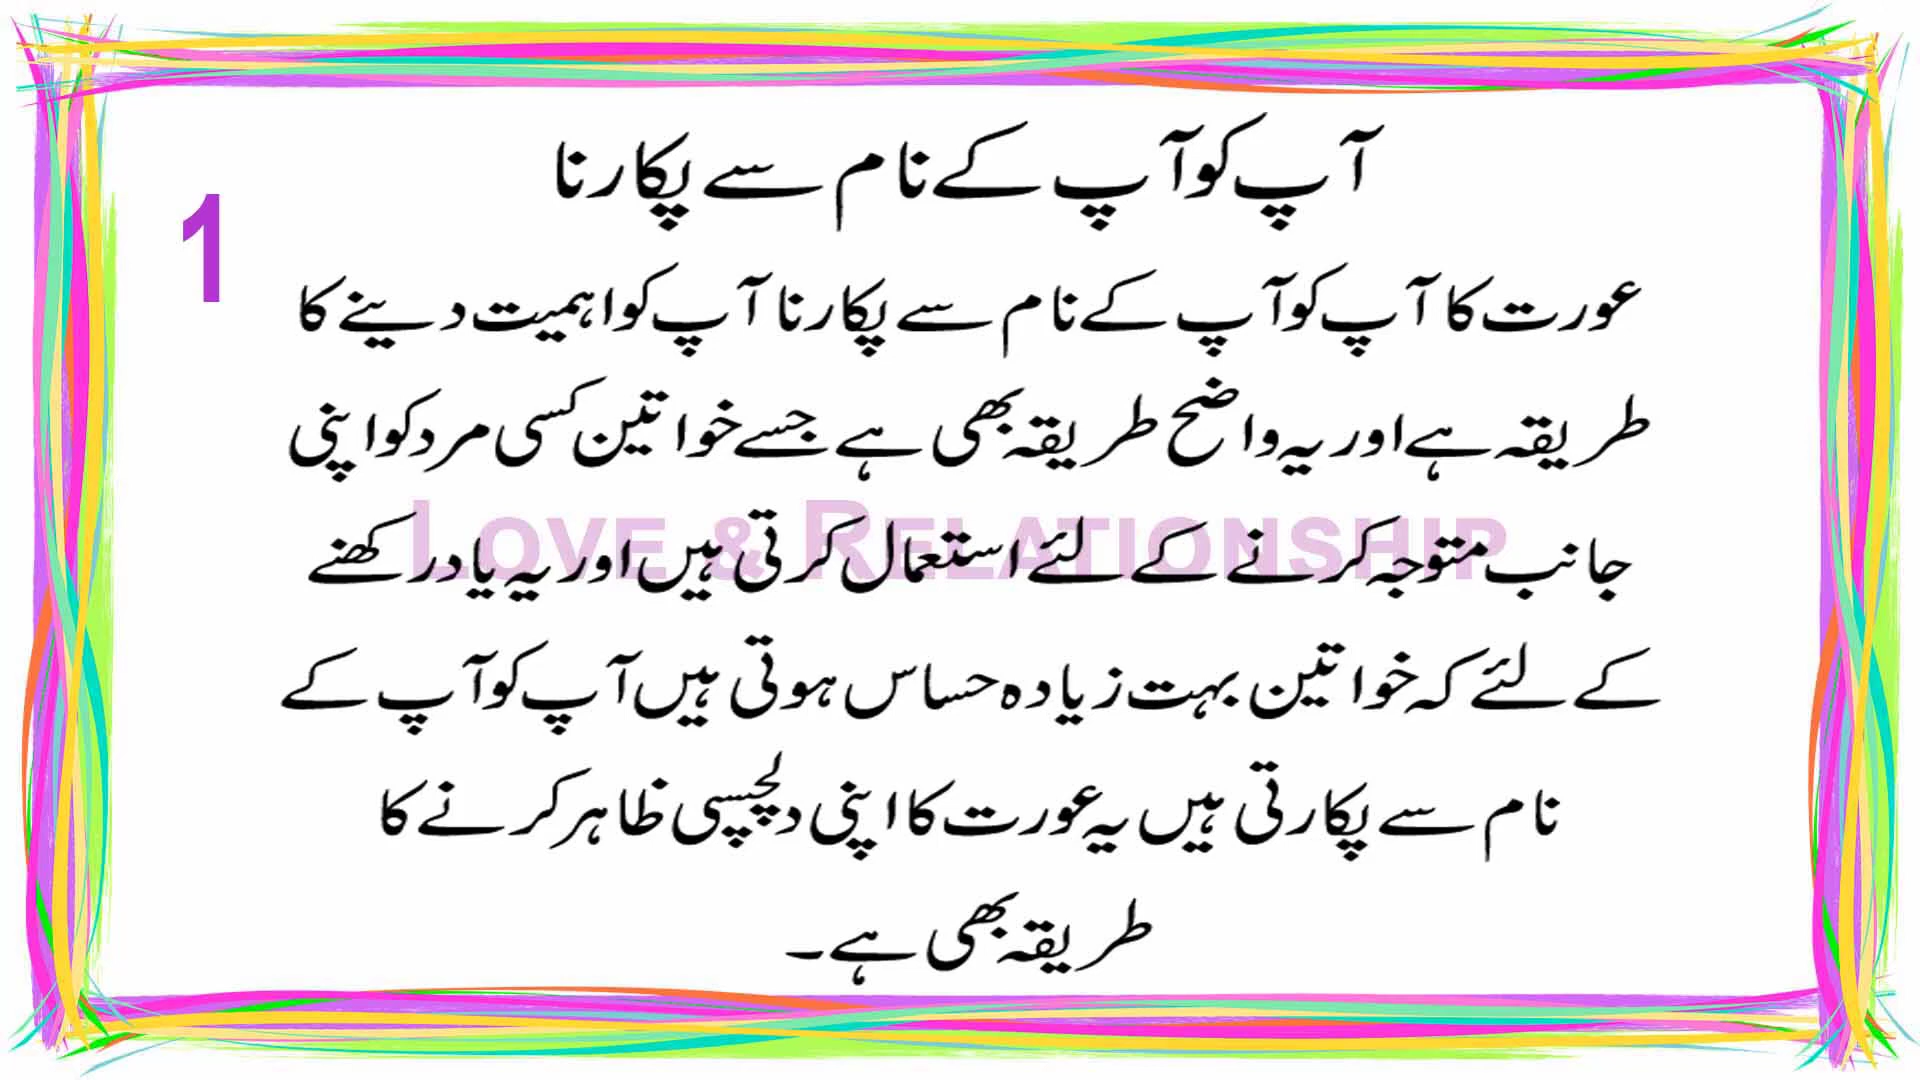 آپ کو آپ کے نام سے پکارنا
1
عورت کا آپ کو آپ کے نام سے پکارنا آپ کو اہمیت دینے کا
طریقہ ہے اور یہ واضح طریقہ بھی ہے جسے خواتین کسی مرد کو اپنی
جانب متوجہ کرنے کے لئے استعمال کرتی ہیں اور یہ یاد رکھنے
LOVE & RELATIONSHIP
کے لئے کہ خواتین بہت زیادہ حساس ہوتی ہیں آپ کو آپ کے
نام سے پکارتی ہیں یہ عورت کا اپنی دلچسپی ظاہر کرنے کا
طریقہ بھی ہے۔